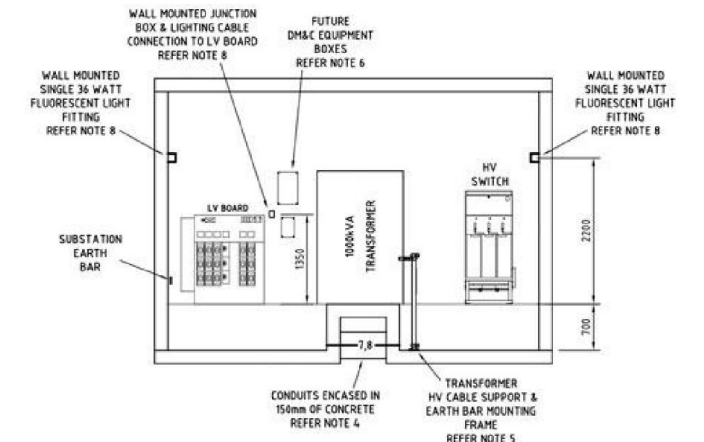 WALL MOUNTED JUNCTION
BOX & LIGHTING CABLE
CONNECTION TO LV BOARD
REFER NOTE 8
FUTURE
DM&C EQUIPMENT
BOXES
REFER NOTE 6
WALL MOUNTED
SINGLE 36 WATT
FLUORESCENT LIGHT
FITTING
REFER NOTE 8
WALL MOUNTED
SINGLE 36 WATT
FLUORESCENT LIGHT
FITTING
REFER NOTE 8
HV
SWITCH
LV BOARD
1000kVA
TRANSFORMER
1350
2200
SUBSTATION
EARTH
BAR
700
7,8
CONDUITS ENCASED IN
150mm OF CONCRETE
REFER NOTE 4
TRANSFORMER
HV CABLE SUPPORT &
EARTH BAR MOUNTING
FRAME
REFER NOTE 5